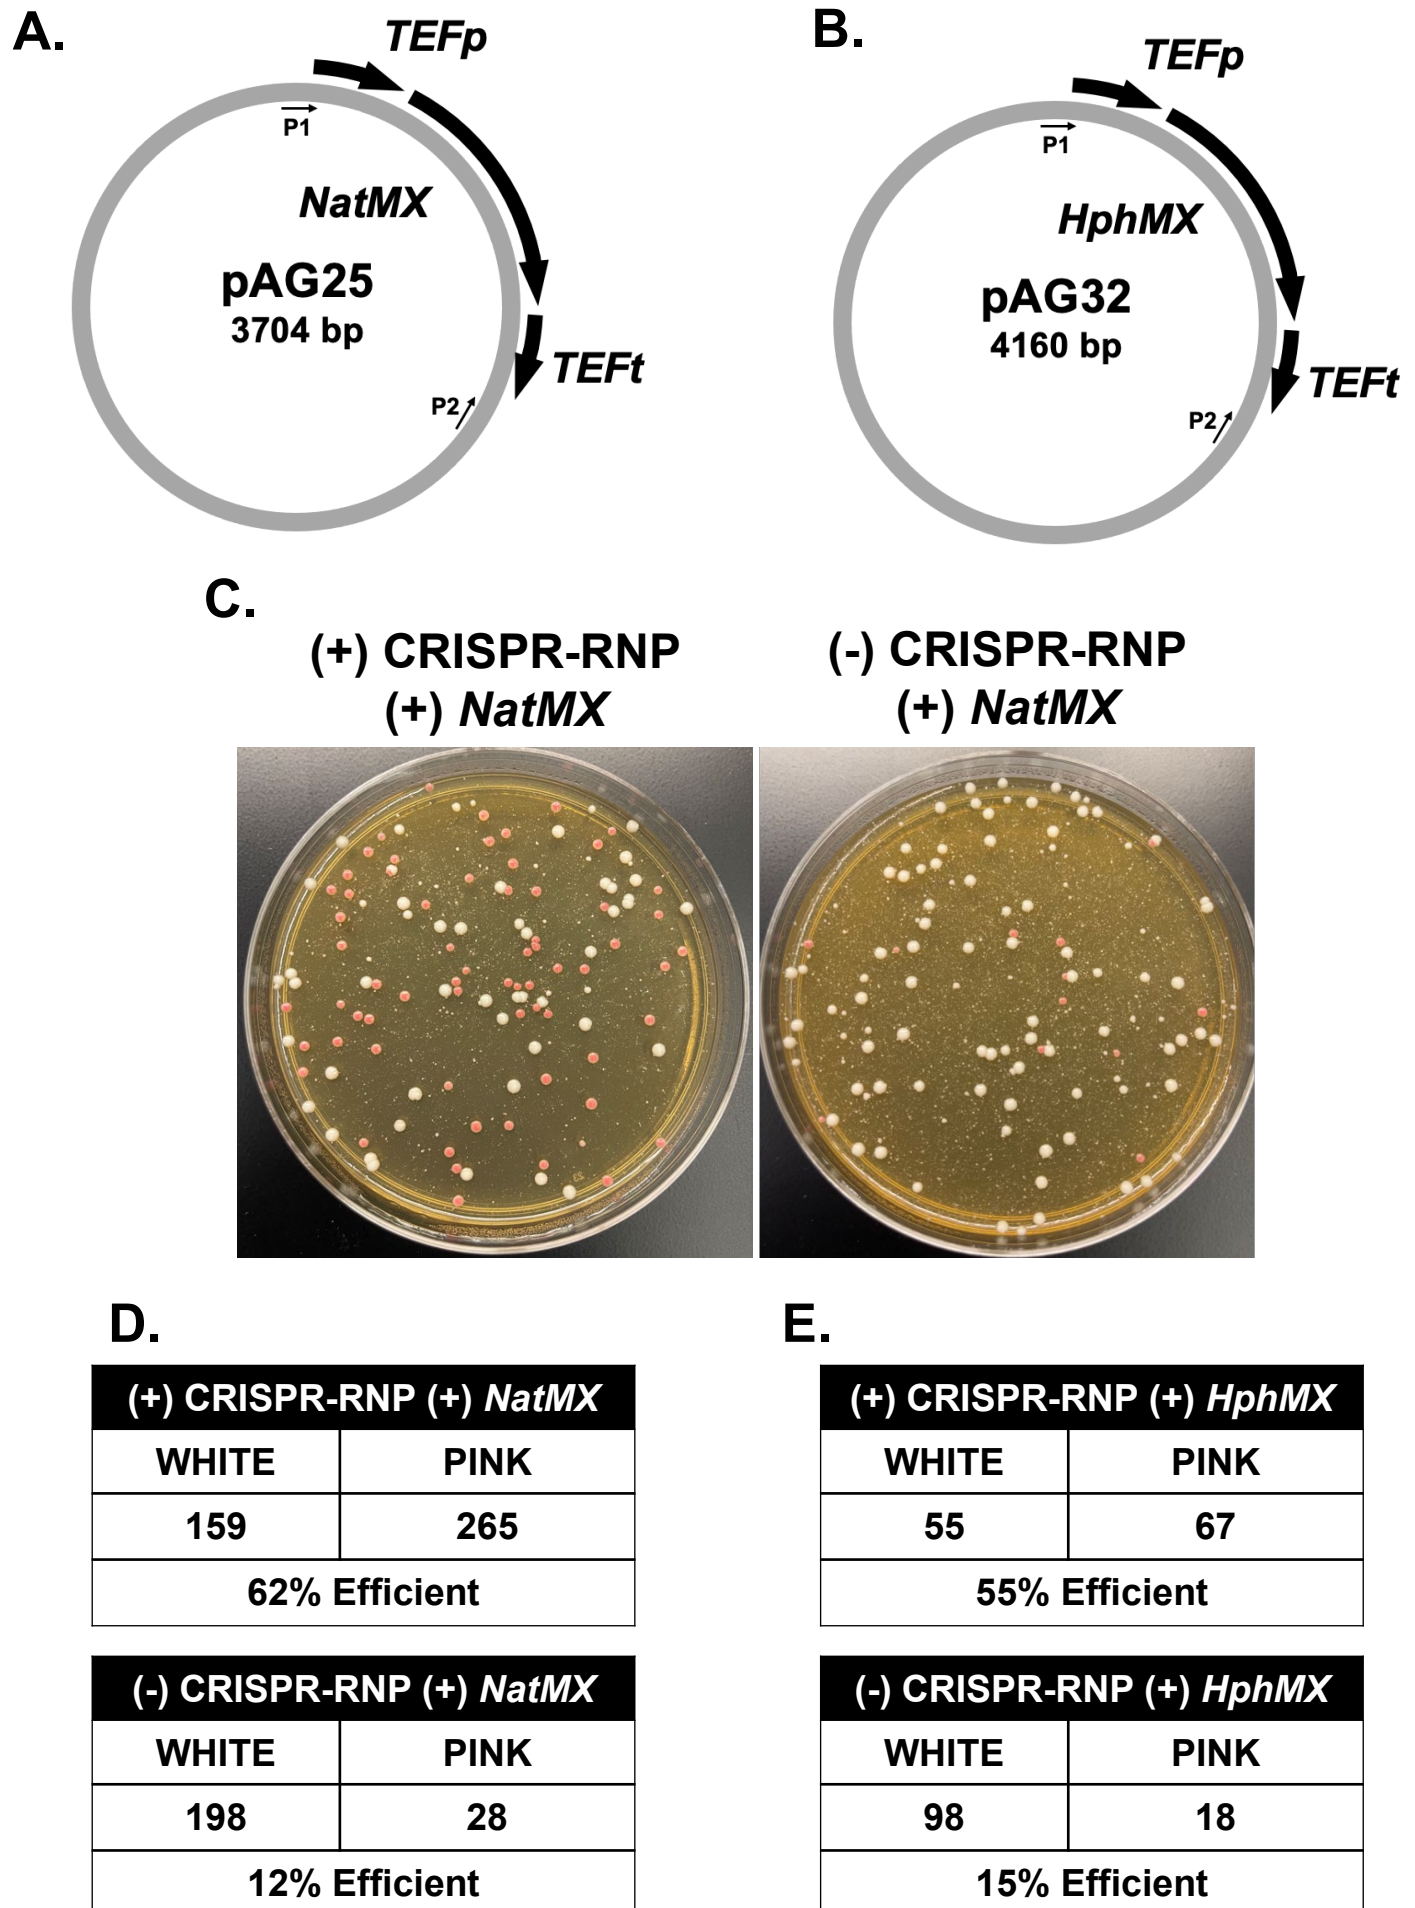 A.
TEFp
P1
NatMX
pAG25
3704 bp
TEFt
P2
B.
TEFp
P1
HphMX
pAG32
4160 bp
TEFt
P2
C.
(+) CRISPR-RNP
(+) NatMX
(-) CRISPR-RNP
(+) NatMX
D.
(+) CRISPR-RNP (+) NatMX
WHITE PINK
159 265
62% Efficient
(-) CRISPR-RNP (+) NatMX
WHITE PINK
198 28
12% Efficient
E.
(+) CRISPR-RNP (+) HphMX
WHITE PINK
55 67
55% Efficient
(-) CRISPR-RNP (+) HphMX
WHITE PINK
98 18
15% Efficient